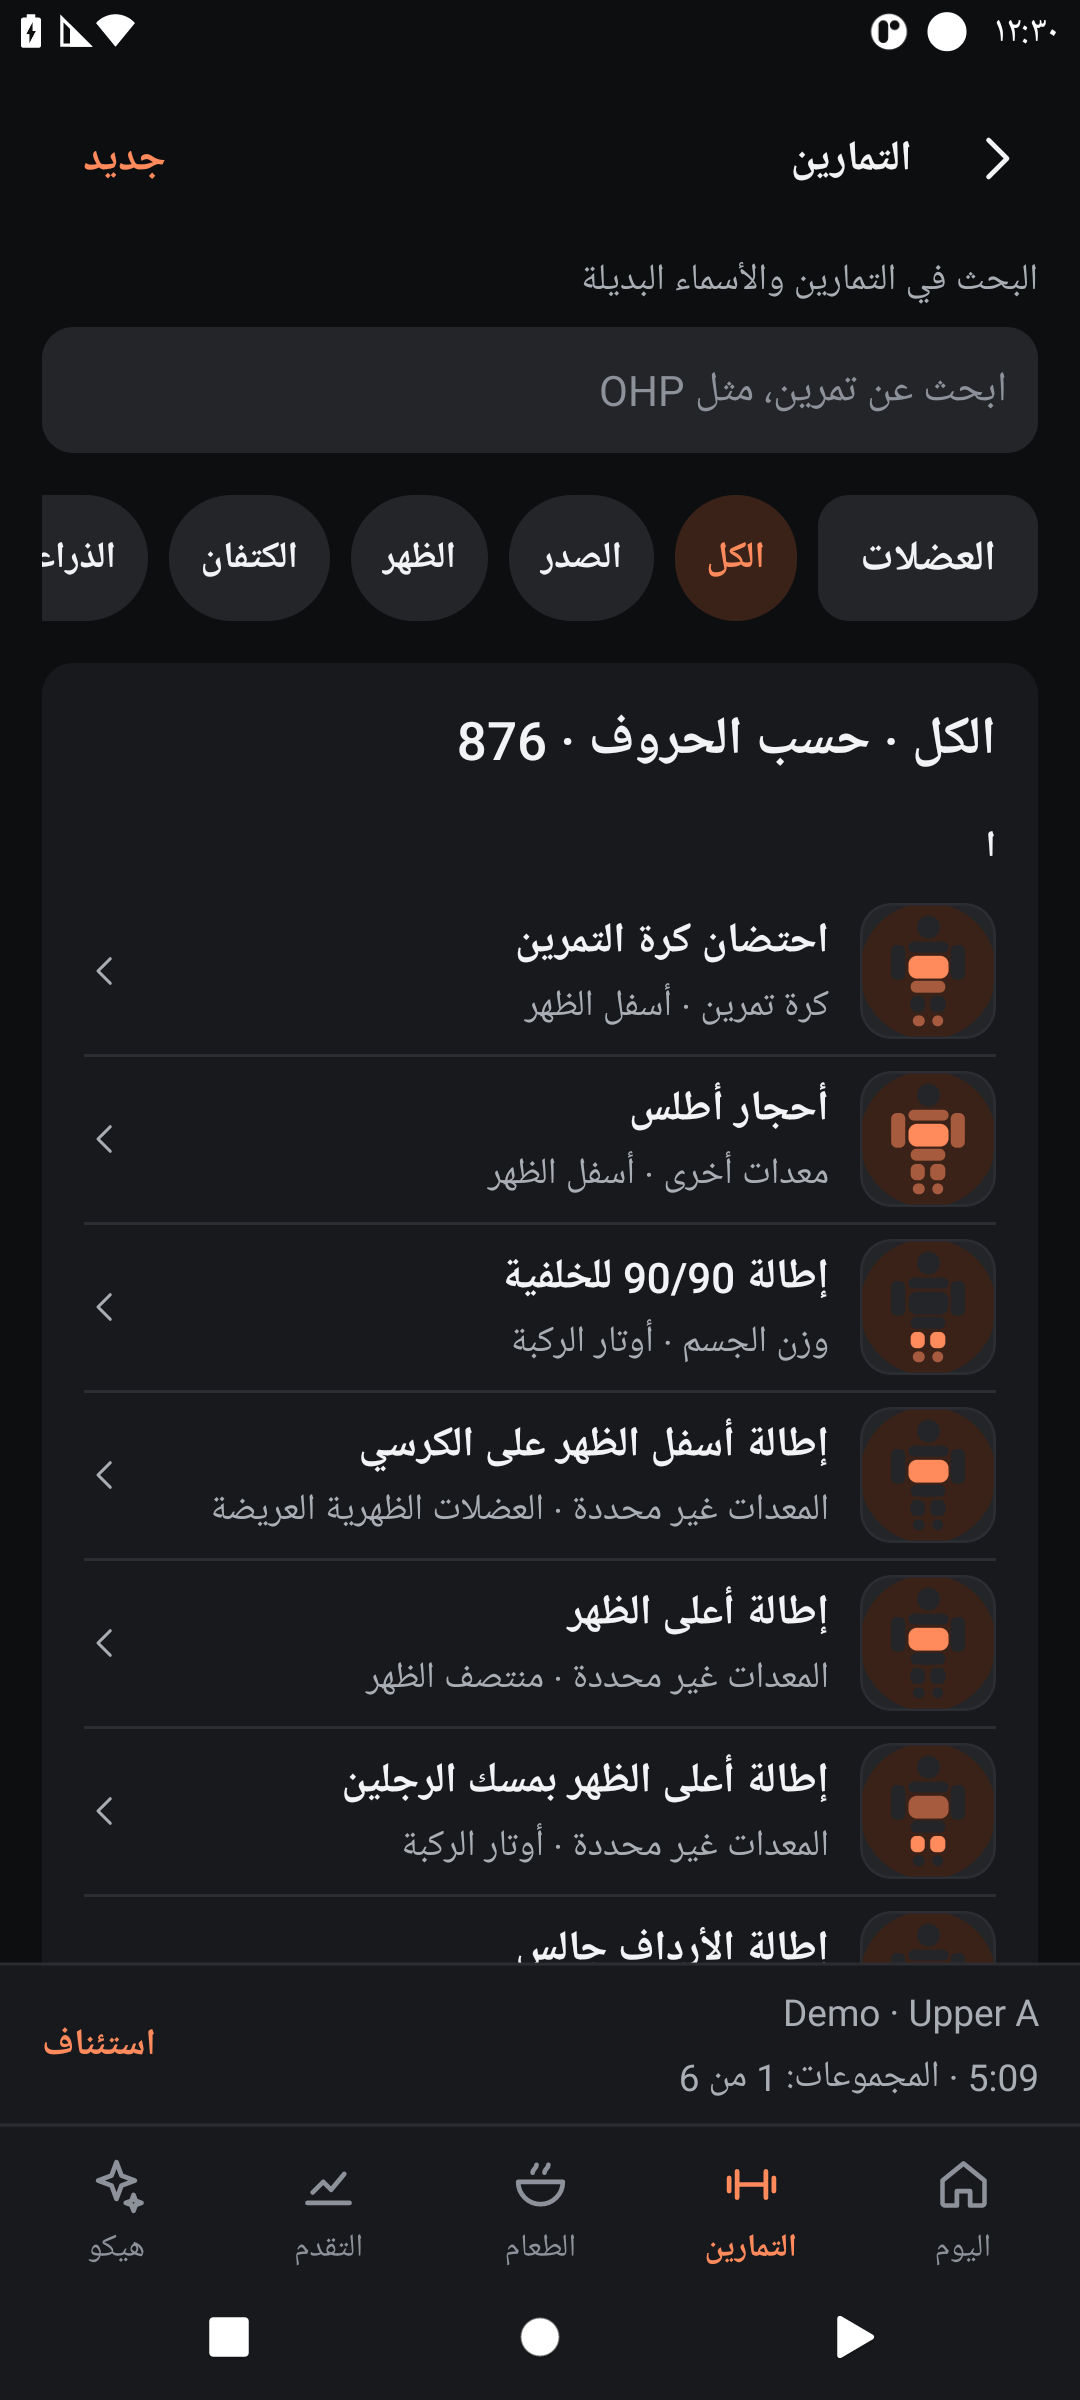 ١٢:٣٠
التمارين
جديد
البحث في التمارين والأسماء البديلة
ابحث عن تمرين، مثل OHP
العضلات
الكل
الصدر
الظهر
الكتفان
الذراع
الكل · حسب الحروف · 876
ا
احتضان كرة التمرين
كرة تمرين · أسفل الظهر
أحجار أطلس
معدات أخرى · أسفل الظهر
إطالة 90/90 للخلفية
وزن الجسم · أوتار الركبة
إطالة أسفل الظهر على الكرسي
المعدات غير محددة · العضلات الظهرية العريضة
إطالة أعلى الظهر
المعدات غير محددة · منتصف الظهر
إطالة أعلى الظهر بمسك الرجلين
المعدات غير محددة · أوتار الركبة
إطالة الأرداف جالس
Demo · Upper A
5:09 · المجموعات: 1 من 6
استئناف
اليوم
التمارين
الطعام
التقدم
هيكو